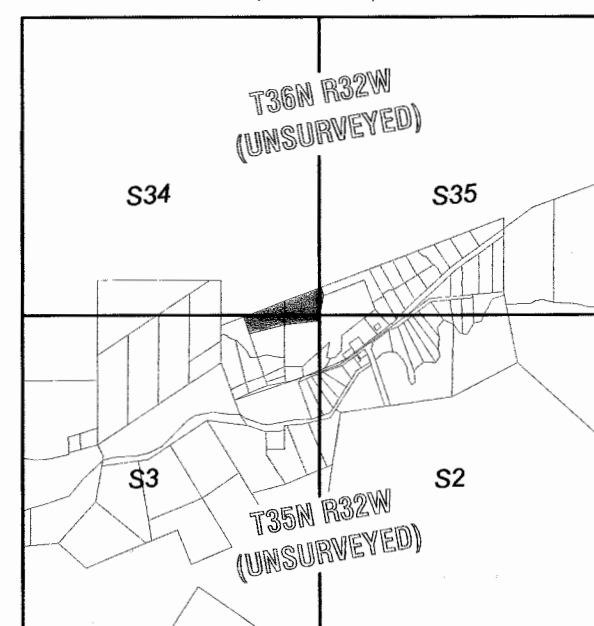 T36N R32W
(UNSURVEYED)
S34
S35
S3
S2
T35N R32W
(UNSURVEYED)